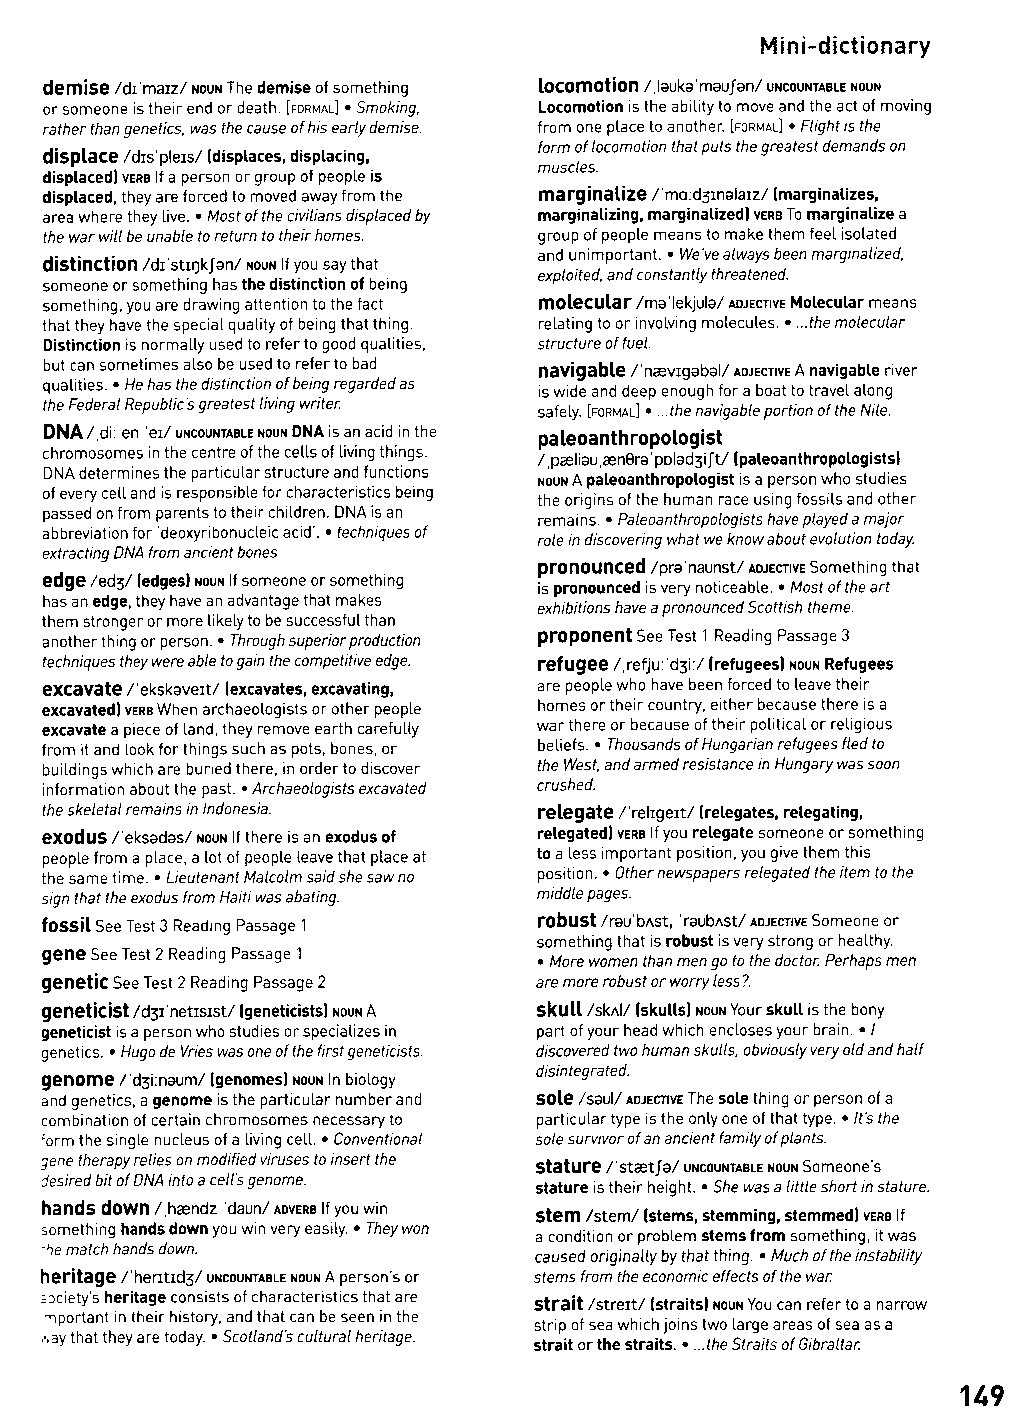 Mini-dictionary
demise /dɪˈmaɪz/ NOUN The demise of something
or someone is their end or death. [FORMAL] • Smoking,
rather than genetics, was the cause of his early demise.
displace /dɪsˈpleɪs/ (displaces, displacing,
displaced) VERB If a person or group of people is
displaced, they are forced to moved away from the
area where they live. • Most of the civilians displaced by
the war will be unable to return to their homes.
distinction /dɪˈstɪŋkʃən/ NOUN If you say that
someone or something has the distinction of being
something, you are drawing attention to the fact
that they have the special quality of being that thing.
Distinction is normally used to refer to good qualities,
but can sometimes also be used to refer to bad
qualities. • He has the distinction of being regarded as
the Federal Republic's greatest living writer.
DNA /ˌdiː en ˈeɪ/ UNCOUNTABLE NOUN DNA is an acid in the
chromosomes in the centre of the cells of living things.
DNA determines the particular structure and functions
of every cell and is responsible for characteristics being
passed on from parents to their children. DNA is an
abbreviation for 'deoxyribonucleic acid'. • techniques of
extracting DNA from ancient bones
edge /edʒ/ (edges) NOUN If someone or something
has an edge, they have an advantage that makes
them stronger or more likely to be successful than
another thing or person. • Through superior production
techniques they were able to gain the competitive edge.
excavate /ˈekskəveɪt/ (excavates, excavating,
excavated) VERB When archaeologists or other people
excavate a piece of land, they remove earth carefully
from it and look for things such as pots, bones, or
buildings which are buried there, in order to discover
information about the past. • Archaeologists excavated
the skeletal remains in Indonesia.
exodus /ˈeksədəs/ NOUN If there is an exodus of
people from a place, a lot of people leave that place at
the same time. • Lieutenant Malcolm said she saw no
sign that the exodus from Haiti was abating.
fossil See Test 3 Reading Passage 1
gene See Test 2 Reading Passage 1
genetic See Test 2 Reading Passage 2
geneticist /dʒɪˈnetɪsɪst/ (geneticists) NOUN A
geneticist is a person who studies or specializes in
genetics. • Hugo de Vries was one of the first geneticists.
genome /ˈdʒiːnəum/ (genomes) NOUN In biology
and genetics, a genome is the particular number and
combination of certain chromosomes necessary to
form the single nucleus of a living cell. • Conventional
gene therapy relies on modified viruses to insert the
desired bit of DNA into a cell's genome.
hands down /ˌhændz ˈdaun/ ADVERB If you win
something hands down you win very easily. • They won
the match hands down.
heritage /ˈherɪtɪdʒ/ UNCOUNTABLE NOUN A person's or
society's heritage consists of characteristics that are
important in their history, and that can be seen in the
way that they are today. • Scotland's cultural heritage.
locomotion /ˌləukəˈməuʃən/ UNCOUNTABLE NOUN
Locomotion is the ability to move and the act of moving
from one place to another. [FORMAL] • Flight is the
form of locomotion that puts the greatest demands on
muscles.
marginalize /ˈmɑːdʒɪnəlaɪz/ (marginalizes,
marginalizing, marginalized) VERB To marginalize a
group of people means to make them feel isolated
and unimportant. • We've always been marginalized,
exploited, and constantly threatened.
molecular /məˈlekjulə/ ADJECTIVE Molecular means
relating to or involving molecules. • ...the molecular
structure of fuel.
navigable /ˈnævɪgəbəl/ ADJECTIVE A navigable river
is wide and deep enough for a boat to travel along
safely. [FORMAL] • ...the navigable portion of the Nile.
paleoanthropologist
/ˌpæliəuˌænθrəˈpɒlədʒiʃt/ (paleoanthropologists)
NOUN A paleoanthropologist is a person who studies
the origins of the human race using fossils and other
remains. • Paleoanthropologists have played a major
role in discovering what we know about evolution today.
pronounced /prəˈnaunst/ ADJECTIVE Something that
is pronounced is very noticeable. • Most of the art
exhibitions have a pronounced Scottish theme.
proponent See Test 1 Reading Passage 3
refugee /ˌrefjuːˈdʒiː/ (refugees) NOUN Refugees
are people who have been forced to leave their
homes or their country, either because there is a
war there or because of their political or religious
beliefs. • Thousands of Hungarian refugees fled to
the West, and armed resistance in Hungary was soon
crushed.
relegate /ˈrelɪgeɪt/ (relegates, relegating,
relegated) VERB If you relegate someone or something
to a less important position, you give them this
position. • Other newspapers relegated the item to the
middle pages.
robust /rəuˈbʌst, ˈrəubʌst/ ADJECTIVE Someone or
something that is robust is very strong or healthy.
• More women than men go to the doctor. Perhaps men
are more robust or worry less?.
skull /skʌl/ (skulls) NOUN Your skull is the bony
part of your head which encloses your brain. • I
discovered two human skulls, obviously very old and half
disintegrated.
sole /səul/ ADJECTIVE The sole thing or person of a
particular type is the only one of that type. • It's the
sole survivor of an ancient family of plants.
stature /ˈstætʃə/ UNCOUNTABLE NOUN Someone's
stature is their height. • She was a little short in stature.
stem /stem/ (stems, stemming, stemmed) VERB If
a condition or problem stems from something, it was
caused originally by that thing. • Much of the instability
stems from the economic effects of the war.
strait /streɪt/ (straits) NOUN You can refer to a narrow
strip of sea which joins two large areas of sea as a
strait or the straits. • ...the Straits of Gibraltar.
149